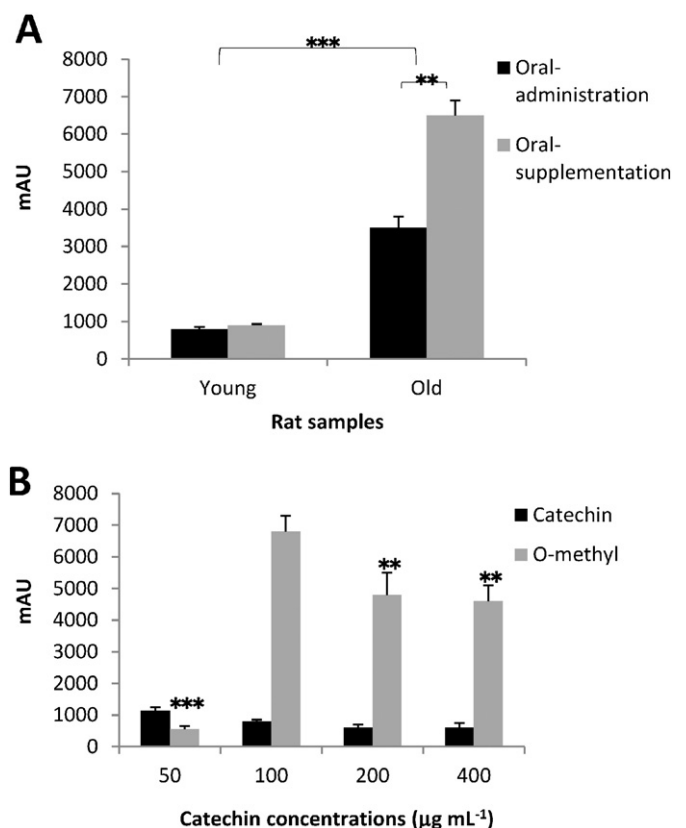 A
8000
7000
6000
5000
4000
3000
2000
1000
0
mAU
***
**
Oral-
administration
Oral-
supplementation
Young Old
Rat samples
B
8000
7000
6000
5000
4000
3000
2000
1000
0
mAU
***
**
**
Catechin
O-methyl
50 100 200 400
Catechin concentrations (µg mL⁻¹)